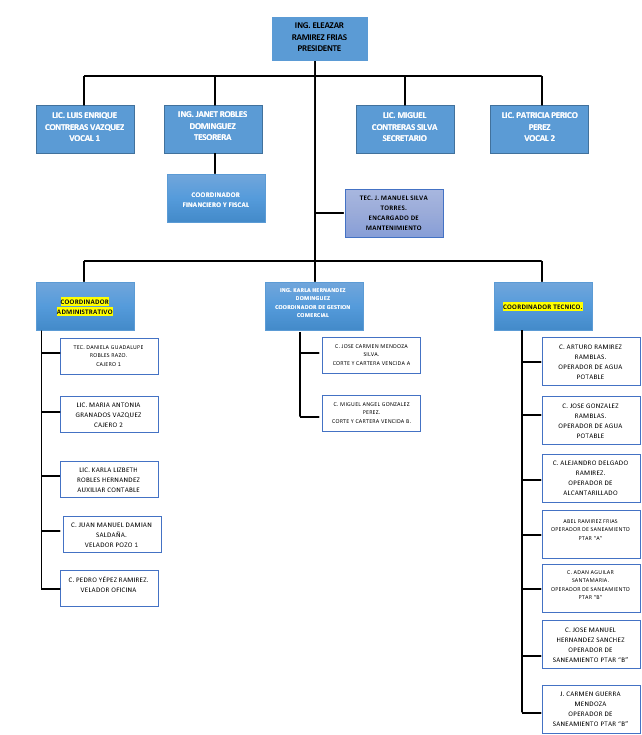 ING. ELEAZAR
RAMIREZ FRIAS
PRESIDENTE
LIC. LUIS ENRIQUE
CONTRERAS VAZQUEZ
VOCAL 1
ING. JANET ROBLES
DOMINGUEZ
TESORERA
LIC. MIGUEL
CONTRERAS SILVA
SECRETARIO
LIC. PATRICIA PERICO
PEREZ
VOCAL 2
COORDINADOR
FINANCIERO Y FISCAL
TEC. J. MANUEL SILVA
TORRES.
ENCARGADO DE
MANTENIMIENTO
COORDINADOR
ADMINISTRATIVO
ING. KARLA HERNANDEZ
DOMINGUEZ
COORDINADOR DE GESTION
COMERCIAL
COORDINADOR TECNICO.
TEC. DANIELA GUADALUPE
ROBLES RAZO.
CAJERO 1
LIC. MARIA ANTONIA
GRANADOS VAZQUEZ
CAJERO 2
LIC. KARLA LIZBETH
ROBLES HERNANDEZ
AUXILIAR CONTABLE
C. JUAN MANUEL DAMIAN
SALDAÑA.
VELADOR POZO 1
C. PEDRO YÉPEZ RAMIREZ.
VELADOR OFICINA
C. JOSE CARMEN MENDOZA
SILVA.
CORTE Y CARTERA VENCIDA A
C. MIGUEL ANGEL GONZALEZ
PEREZ.
CORTE Y CARTERA VENCIDA B.
C. ARTURO RAMIREZ
RAMBLAS.
OPERADOR DE AGUA
POTABLE
C. JOSE GONZALEZ
RAMBLAS.
OPERADOR DE AGUA
POTABLE
C. ALEJANDRO DELGADO
RAMIREZ.
OPERADOR DE
ALCANTARILLADO
ABEL RAMIREZ FRIAS
OPERADOR DE SANEAMIENTO
PTAR "A"
C. ADAN AGUILAR
SANTAMARIA.
OPERADOR DE SANEAMIENTO
PTAR "B"
C. JOSE MANUEL
HERNANDEZ SANCHEZ
OPERADOR DE
SANEAMIENTO PTAR "B"
J. CARMEN GUERRA
MENDOZA
OPERADOR DE
SANEAMIENTO PTAR "B"